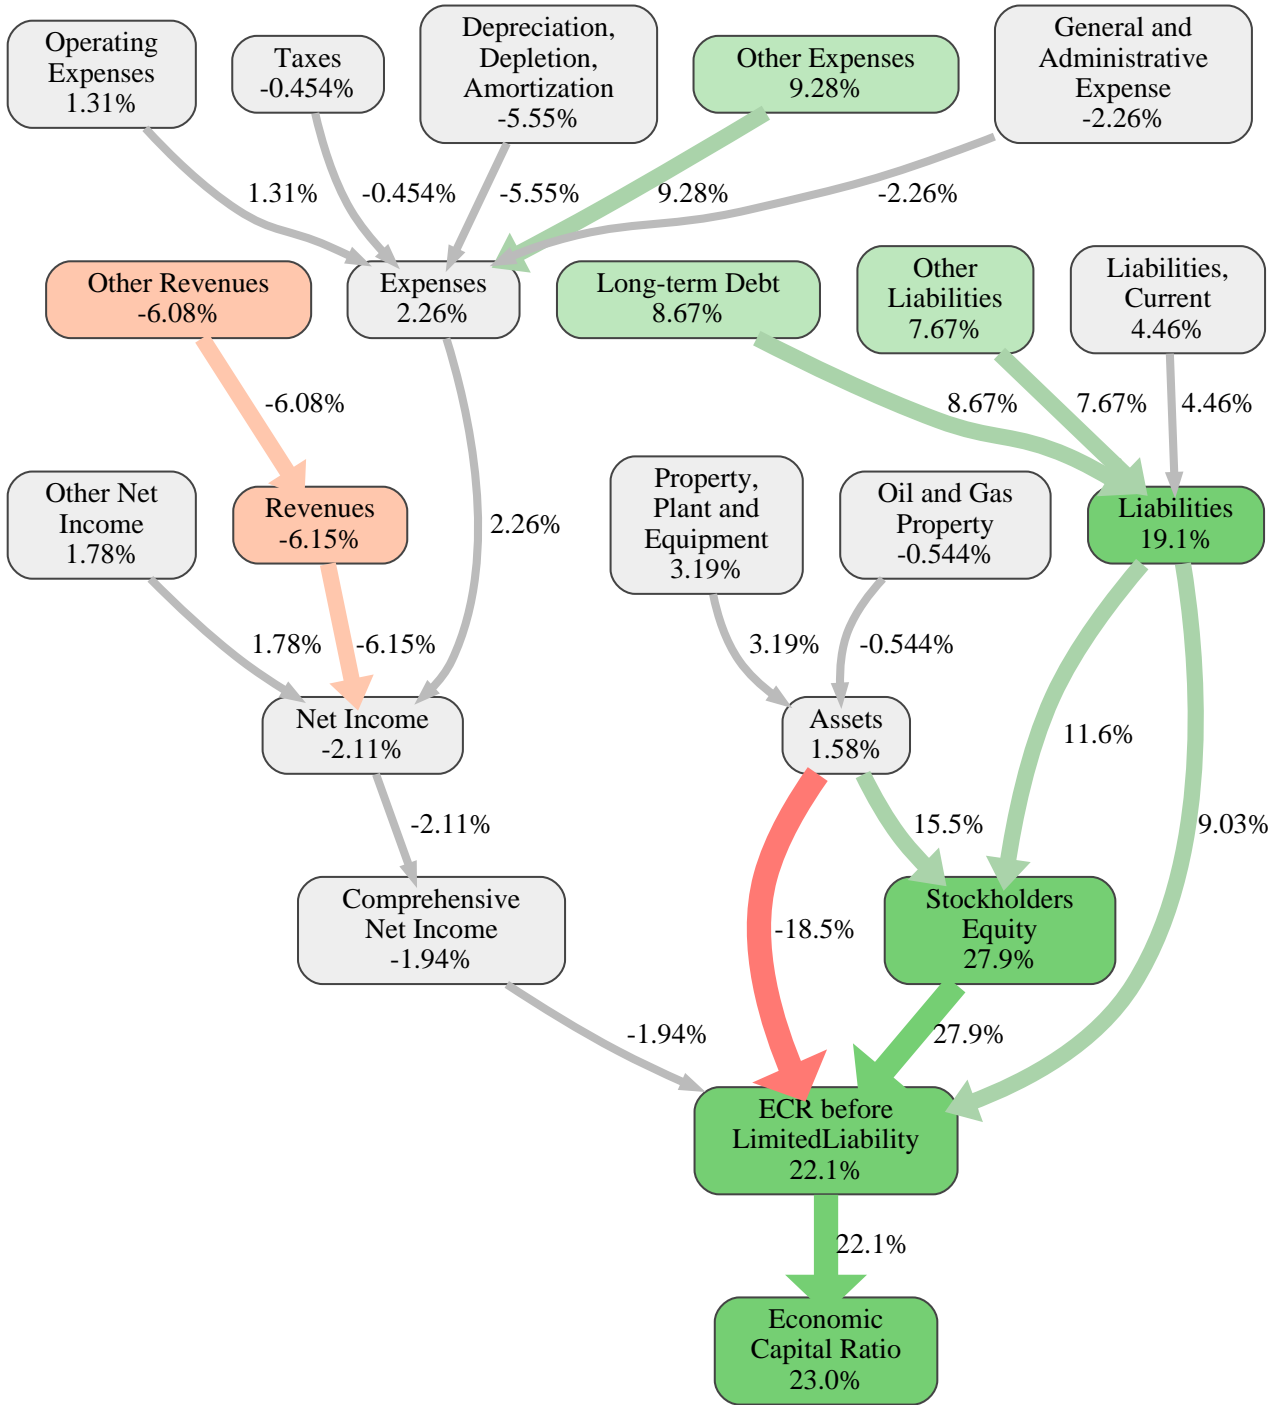 Operating
Expenses
1.31%
Taxes
-0.454%
Depreciation,
Depletion,
Amortization
-5.55%
Other Expenses
9.28%
General and
Administrative
Expense
-2.26%
1.31%
-0.454%
-5.55%
9.28%
-2.26%
Other Revenues
-6.08%
Expenses
2.26%
Long-term Debt
8.67%
Other
Liabilities
7.67%
Liabilities,
Current
4.46%
-6.08%
8.67%
7.67%
4.46%
Other Net
Income
1.78%
Revenues
-6.15%
2.26%
Property,
Plant and
Equipment
3.19%
Oil and Gas
Property
-0.544%
Liabilities
19.1%
1.78%
-6.15%
3.19%
-0.544%
Net Income
-2.11%
Assets
1.58%
11.6%
-2.11%
15.5%
9.03%
Comprehensive
Net Income
-1.94%
-18.5%
Stockholders
Equity
27.9%
-1.94%
27.9%
ECR before
LimitedLiability
22.1%
22.1%
Economic
Capital Ratio
23.0%